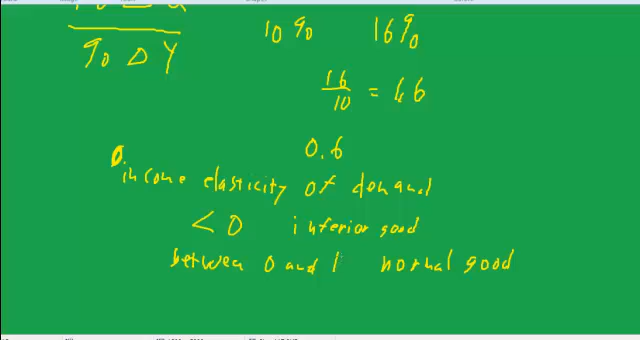 % Δ Y
10% 16%
16
10 = 1.6
0.6
income elasticity of demand
< 0 inferior good
between 0 and 1 normal good